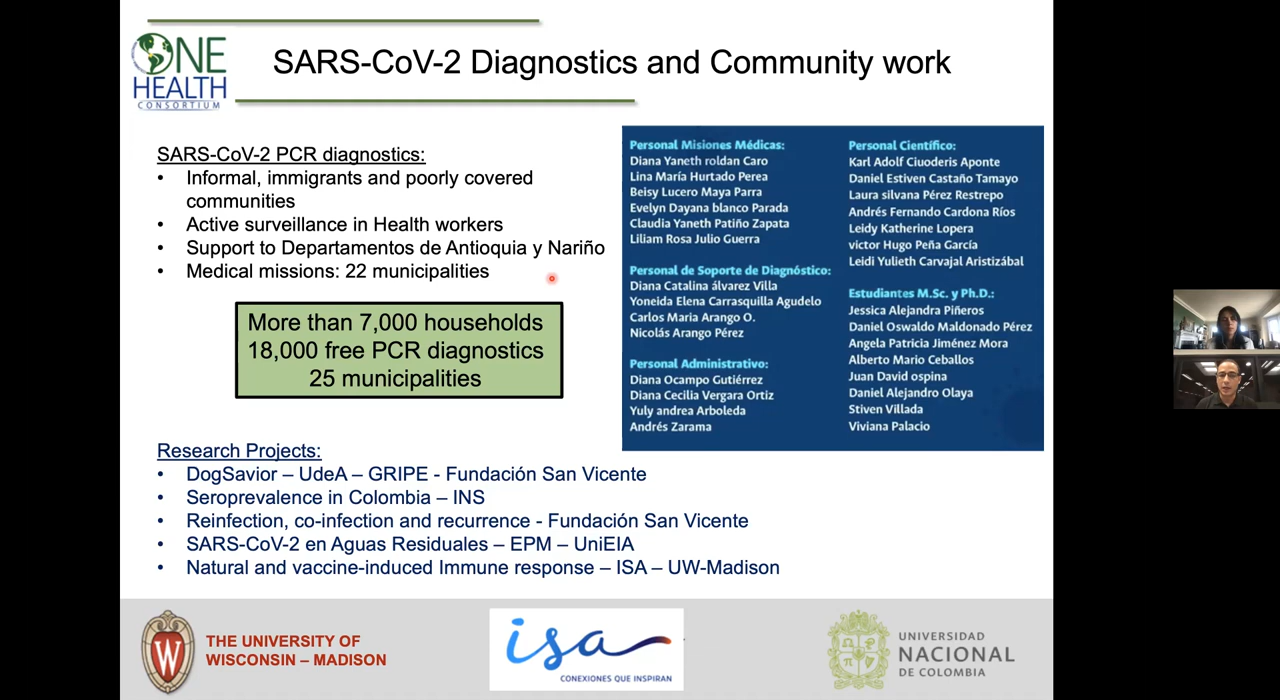 ONE
HEALTH
CONSORTIUM
SARS-CoV-2 Diagnostics and Community work
SARS-CoV-2 PCR diagnostics:
• Informal, immigrants and poorly covered
communities
• Active surveillance in Health workers
• Support to Departamentos de Antioquia y Nariño
• Medical missions: 22 municipalities
More than 7,000 households
18,000 free PCR diagnostics
25 municipalities
Personal Misiones Médicas:
Diana Yaneth roldan Caro
Lina María Hurtado Perea
Beisy Lucero Maya Parra
Evelyn Dayana blanco Parada
Claudia Yaneth Patiño Zapata
Liliam Rosa Julio Guerra
Personal de Soporte de Diagnóstico:
Diana Catalina álvarez Villa
Yoneida Elena Carrasquilla Agudelo
Carlos Maria Arango O.
Nicolás Arango Pérez
Personal Administrativo:
Diana Ocampo Gutiérrez
Diana Cecilia Vergara Ortiz
Yuly andrea Arboleda
Andrés Zarama
Personal Científico:
Karl Adolf Ciuoderis Aponte
Daniel Estiven Castaño Tamayo
Laura silvana Pérez Restrepo
Andrés Fernando Cardona Ríos
Leidy Katherine Lopera
victor Hugo Peña García
Leidi Yulieth Carvajal Aristizábal
Estudiantes M.Sc. y Ph.D.:
Jessica Alejandra Piñeros
Daniel Oswaldo Maldonado Pérez
Angela Patricia Jiménez Mora
Alberto Mario Ceballos
Juan David ospina
Daniel Alejandro Olaya
Stiven Villada
Viviana Palacio
Research Projects:
• DogSavior – UdeA – GRIPE - Fundación San Vicente
• Seroprevalence in Colombia – INS
• Reinfection, co-infection and recurrence - Fundación San Vicente
• SARS-CoV-2 en Aguas Residuales – EPM – UniEIA
• Natural and vaccine-induced Immune response – ISA – UW-Madison
W
THE UNIVERSITY OF
WISCONSIN – MADISON
isa
CONEXIONES QUE INSPIRAN
UNIVERSIDAD
NACIONAL
DE COLOMBIA